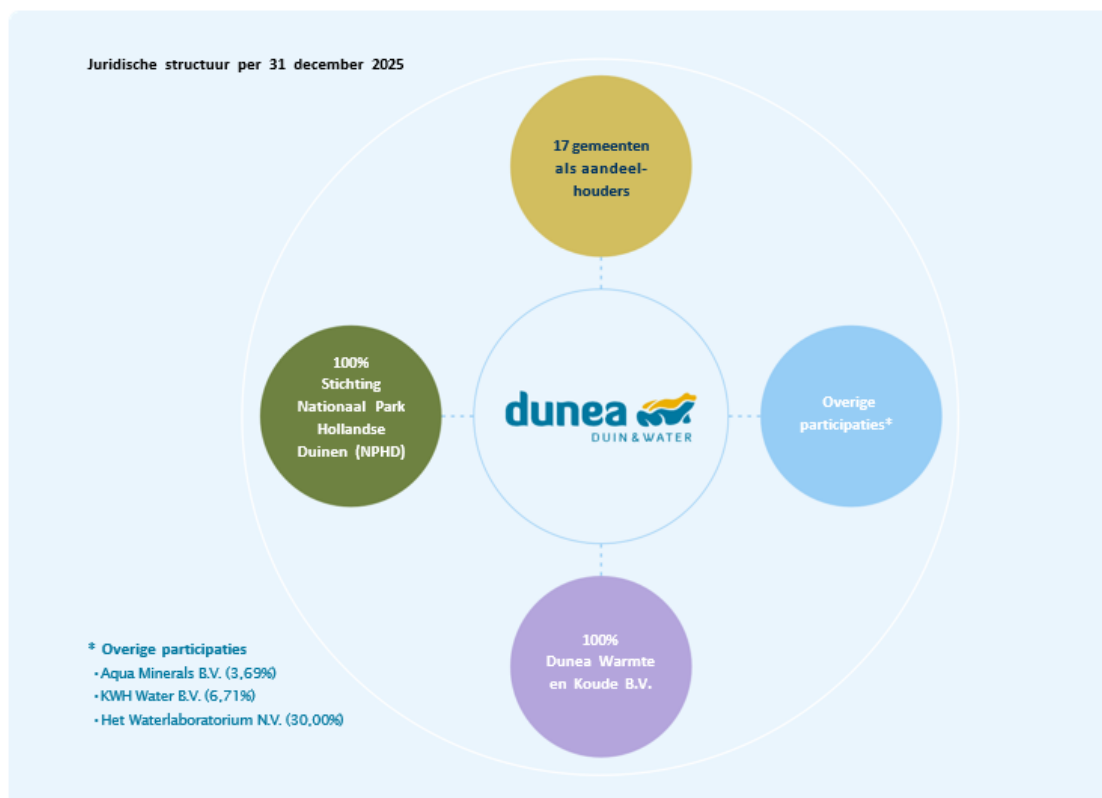 Juridische structuur per 31 december 2025
17 gemeenten
als aandeel-
houders
100%
Stichting
Nationaal Park
Hollandse
Duinen (NPHD)
dunea
DUIN & WATER
Overige
participaties*
100%
Dunea Warmte
en Koude B.V.
* Overige participaties
• Aqua Minerals B.V. (3,69%)
• KWH Water B.V. (6,71%)
• Het Waterlaboratorium N.V. (30,00%)